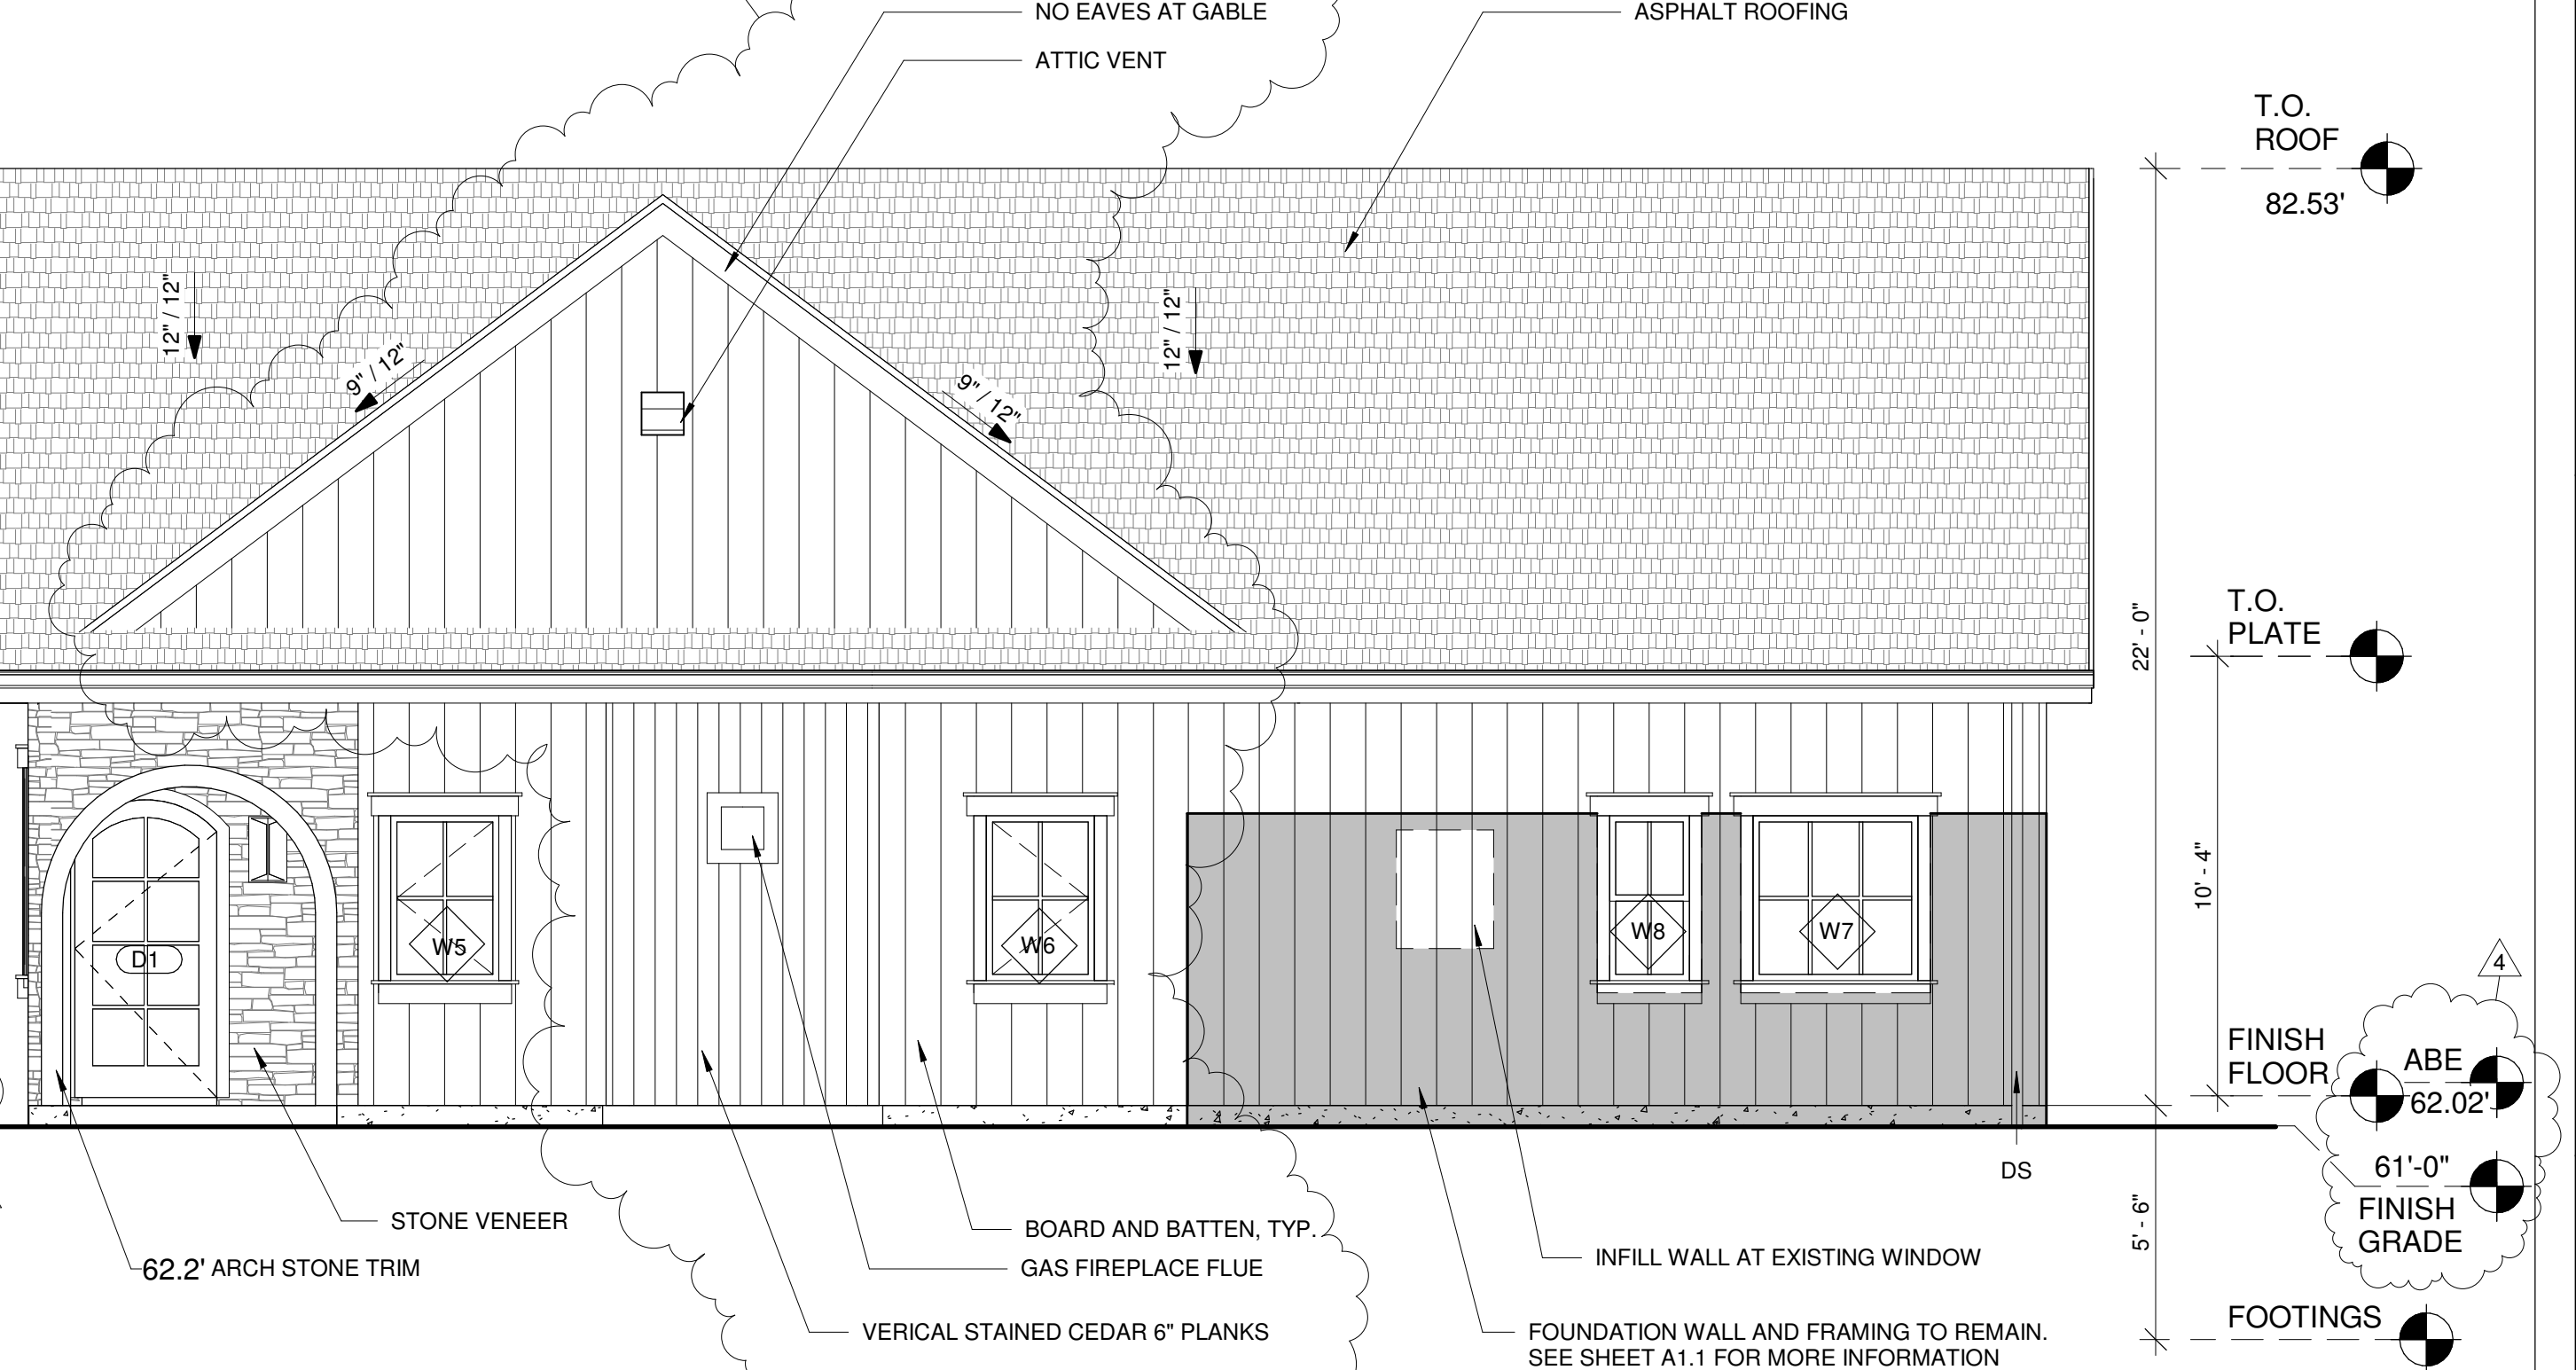 NO EAVES AT GABLE
ASPHALT ROOFING
ATTIC VENT
T.O.
ROOF
82.53'
12" / 12"
9" / 12"
9" / 12"
12" / 12"
22' - 0"
T.O.
PLATE
10' - 4"
D1
W5
W6
W8
W7
4
FINISH
FLOOR
ABE
62.02'
61'-0"
FINISH
GRADE
DS
5' - 6"
STONE VENEER
62.2' ARCH STONE TRIM
BOARD AND BATTEN, TYP.
GAS FIREPLACE FLUE
VERICAL STAINED CEDAR 6" PLANKS
INFILL WALL AT EXISTING WINDOW
FOUNDATION WALL AND FRAMING TO REMAIN.
SEE SHEET A1.1 FOR MORE INFORMATION
FOOTINGS